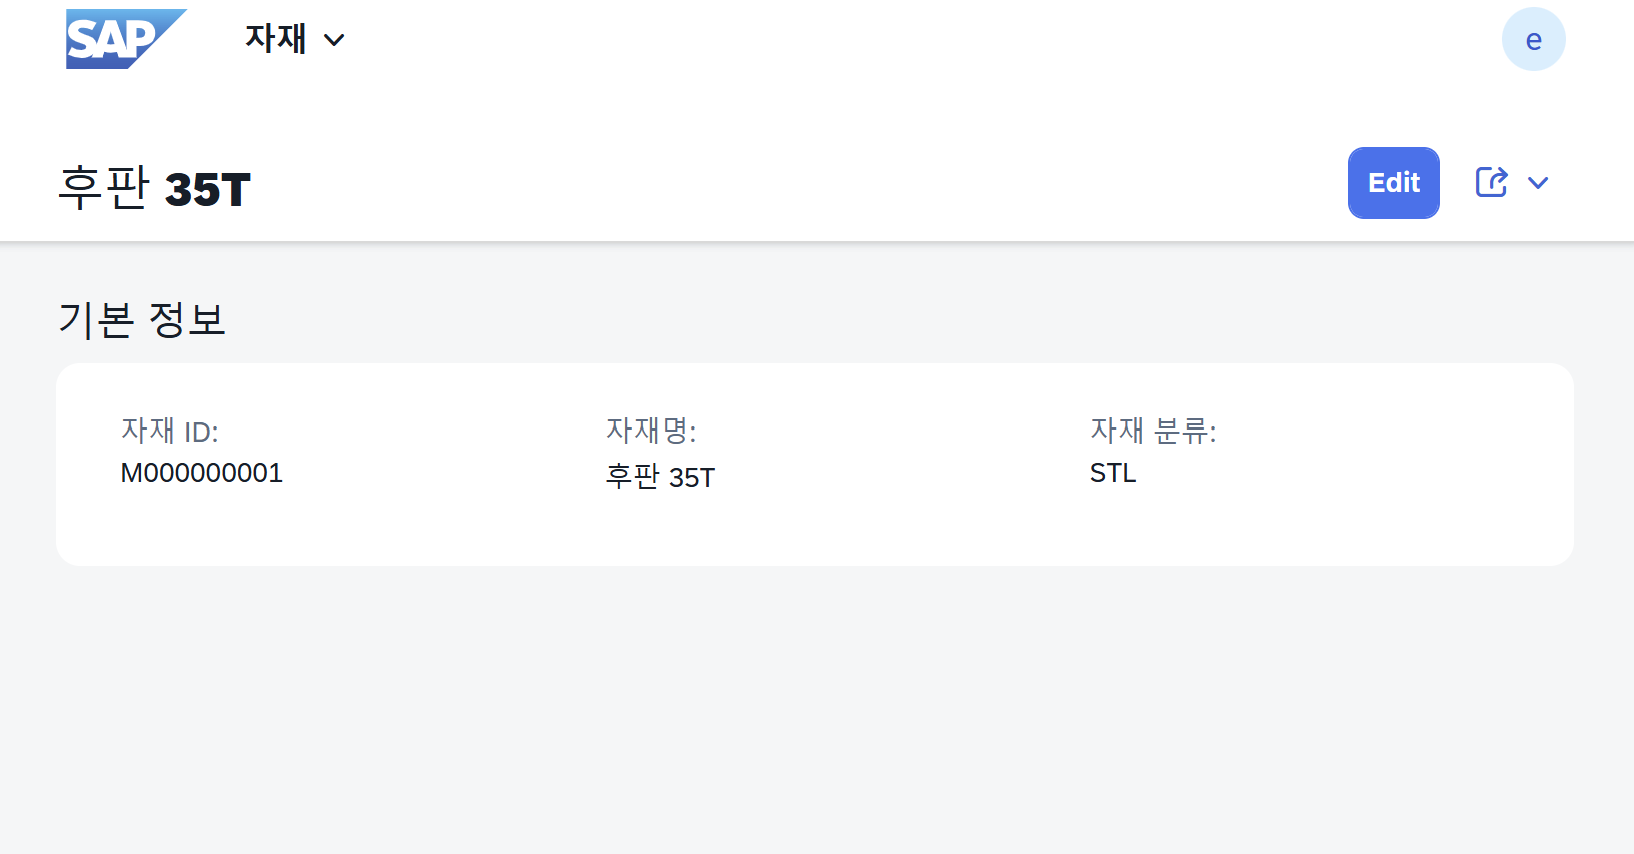 SAP 자재 e
후판 35T Edit
기본 정보
자재 ID: 자재명: 자재 분류:
M000000001 후판 35T STL